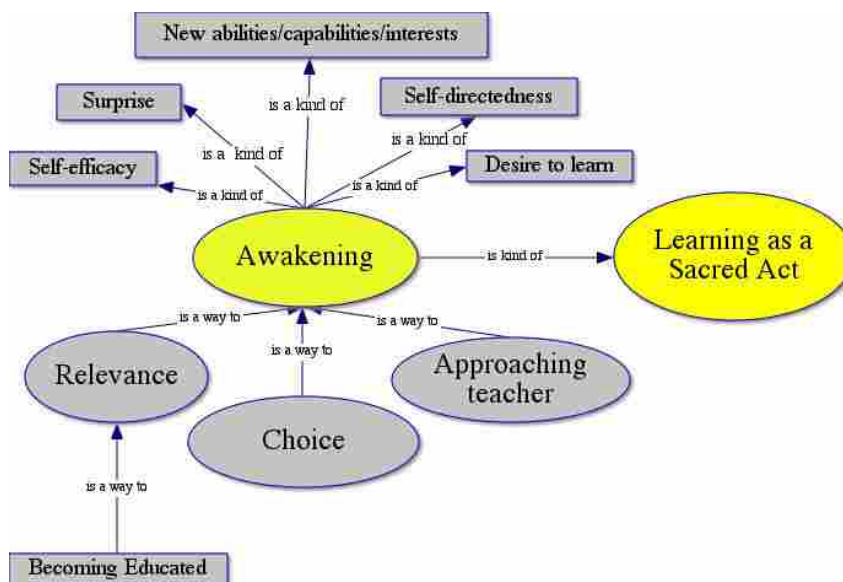 New abilities/capabilities/interests
Surprise
Self-directedness
is a kind of
is a kind of
is a kind of
Self-efficacy
is a kind of
is a kind of
Desire to learn
Awakening
is kind of
Learning as a
Sacred Act
is a way to
is a way to
is a way to
Relevance
Approaching
teacher
Choice
is a way to
Becoming Educated